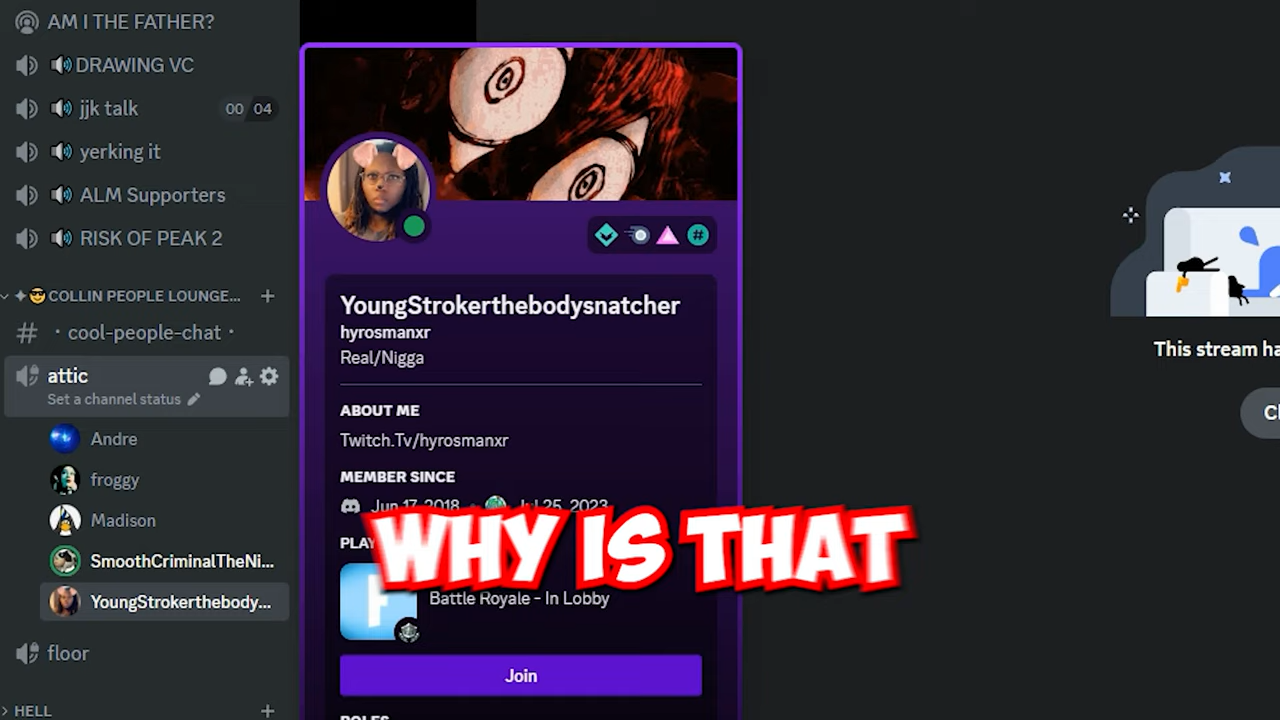 AM I THE FATHER?
DRAWING VC
jjk talk 00 04
yerking it
ALM Supporters
RISK OF PEAK 2
COLLIN PEOPLE LOUNGE...
cool-people-chat
attic
Set a channel status
Andre
froggy
Madison
SmoothCriminalTheNi...
YoungStrokerthebody...
floor
HELL
YoungStrokerthebodysnatcher
hyrosmanxr
Real/Nigga
ABOUT ME
Twitch.Tv/hyrosmanxr
MEMBER SINCE
Jun 17, 2018 Jul 25, 2023
WHY IS THAT
Battle Royale - In Lobby
Join
This stream ha